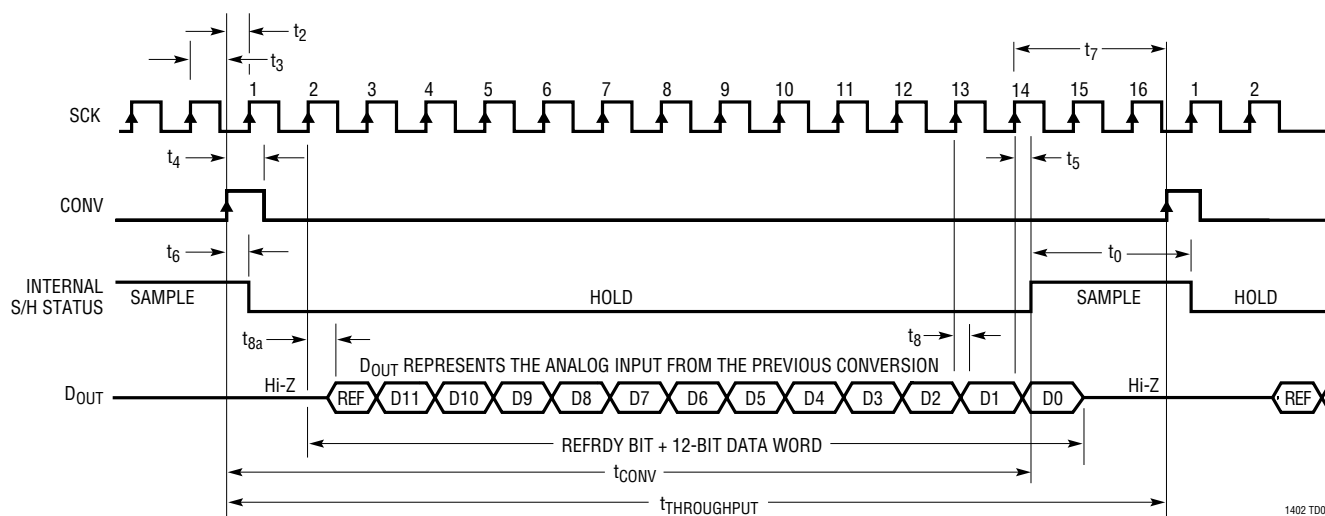 t2
t3
t7
1 2 3 4 5 6 7 8 9 10 11 12 13 14 15 16 1 2
SCK
t4
t5
CONV
t6
t0
INTERNAL
S/H STATUS
SAMPLE HOLD SAMPLE HOLD
t8a
t8
DOUT REPRESENTS THE ANALOG INPUT FROM THE PREVIOUS CONVERSION
DOUT
Hi-Z REF D11 D10 D9 D8 D7 D6 D5 D4 D3 D2 D1 D0 Hi-Z REF
REFRDY BIT + 12-BIT DATA WORD
tCONV
tTHROUGHPUT